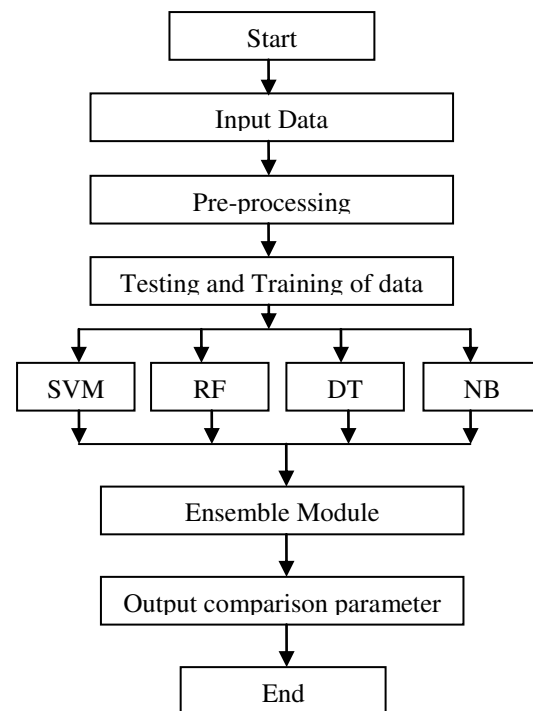 Start
Input Data
Pre-processing
Testing and Training of data
SVM RF DT NB
Ensemble Module
Output comparison parameter
End